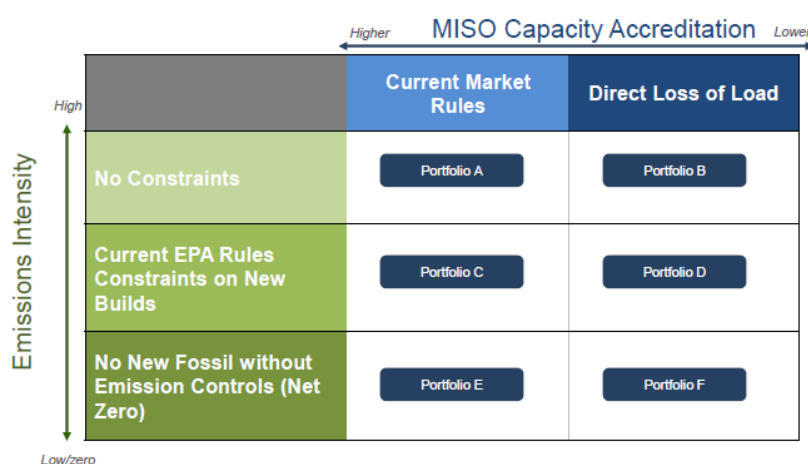 Higher
MISO Capacity Accreditation
Lower
High
Current Market
Rules
Direct Loss of Load
Emissions Intensity
No Constraints
Portfolio A
Portfolio B
Current EPA Rules
Constraints on New
Builds
Portfolio C
Portfolio D
No New Fossil without
Emission Controls (Net
Zero)
Portfolio E
Portfolio F
Low/zero